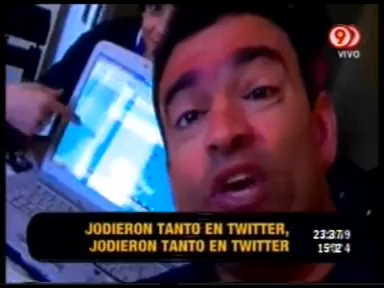 9
VIVO
JODIERON TANTO EN TWITTER,
JODIERON TANTO EN TWITTER